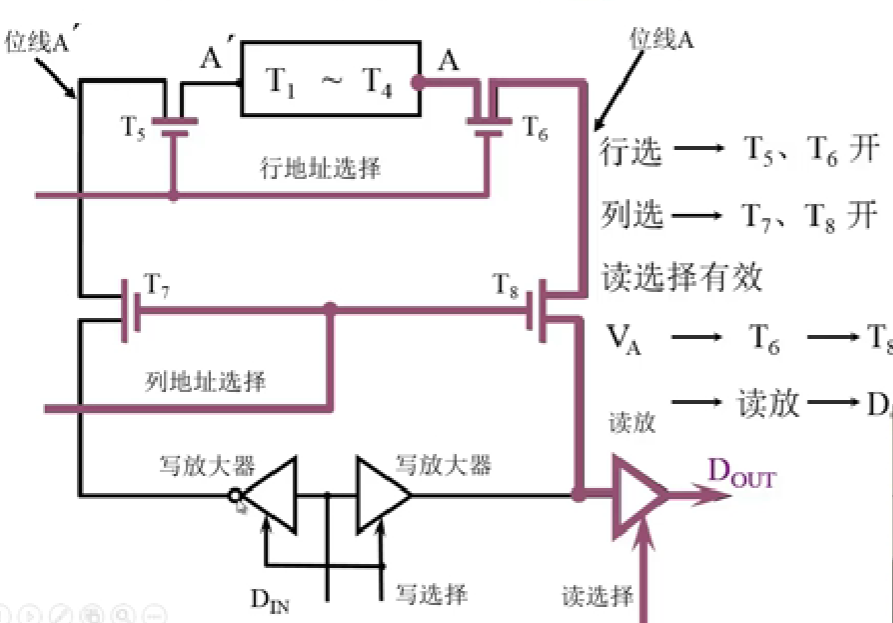 位线A′
A′
T1 ~ T4
A
位线A
T5
T6
行地址选择
行选 → T5、T6 开
列选 → T7、T8 开
T7
T8
读选择有效
VA → T6 → T8
列地址选择
→ 读放 →
读放
写放大器
写放大器
DOUT
DIN
写选择
读选择